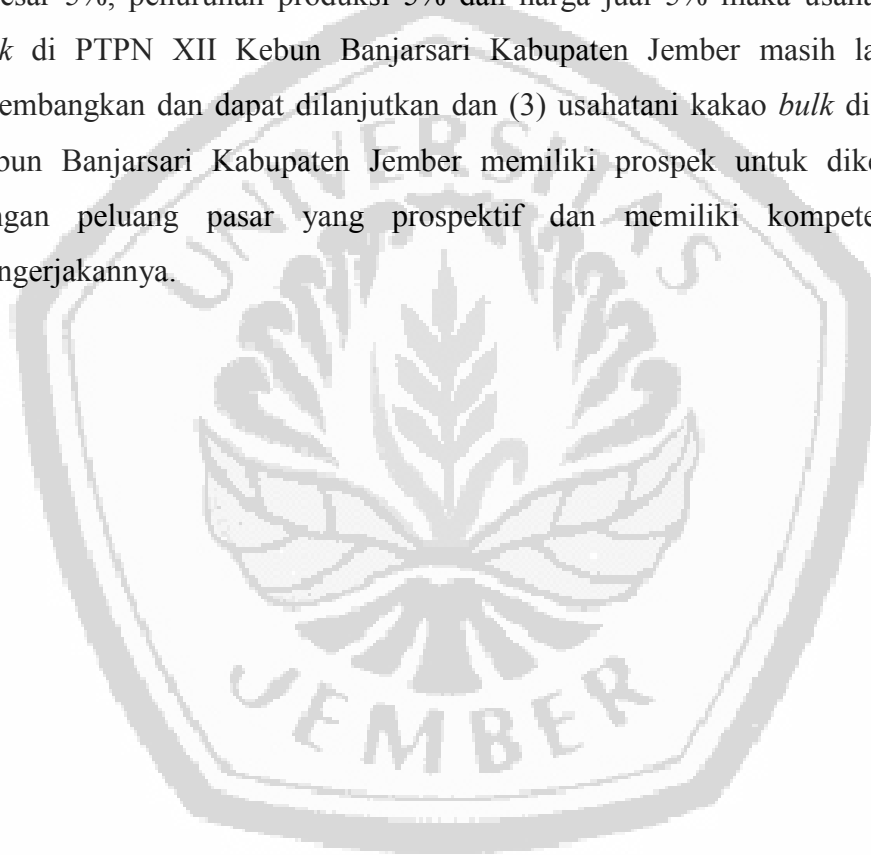 esar 5%, penurunan produksi 5% dan harga jual 5% maka usaha
k di PTPN XII Kebun Banjarsari Kabupaten Jember masih la
embangkan dan dapat dilanjutkan dan (3) usahatani kakao bulk di
bun Banjarsari Kabupaten Jember memiliki prospek untuk dike
ngan peluang pasar yang prospektif dan memiliki kompete
ngerjakannya.
UNIVERSITAS
JEMBER